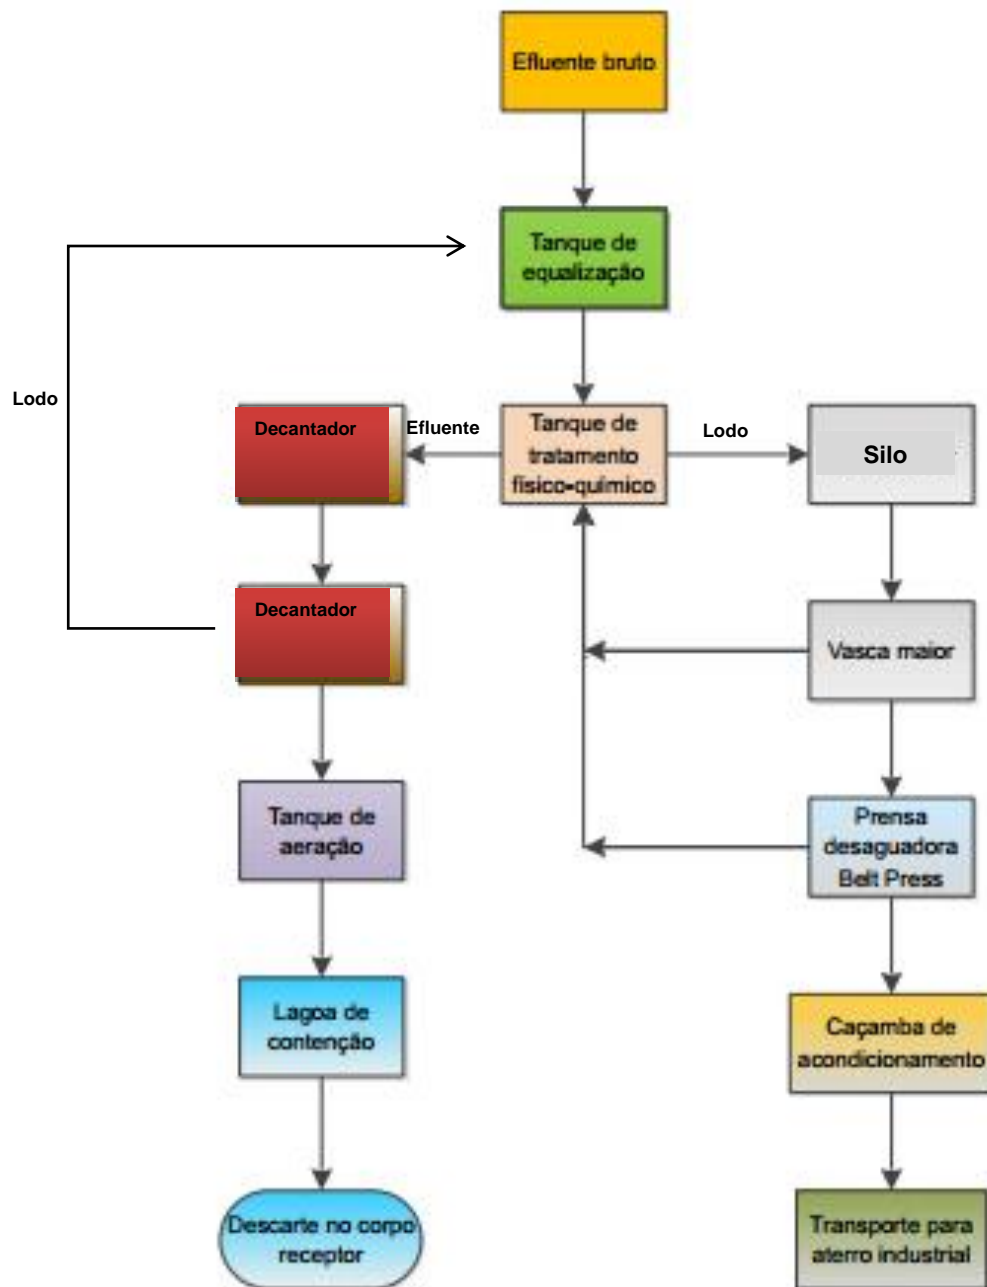 Efluente bruto
Tanque de
equalização
Lodo
Decantador
Efluente
Tanque de
tratamento
físico-químico
Lodo
Silo
Decantador
Vasca maior
Tanque de
aeração
Prensa
desaguadora
Belt Press
Lagoa de
contenção
Caçamba de
acondicionamento
Descarte no corpo
receptor
Transporte para
aterro industrial